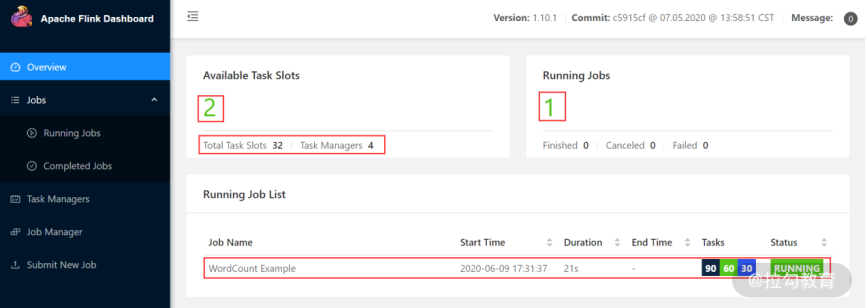 Apache Flink Dashboard
Version: 1.10.1 Commit: c5915cf @ 07.05.2020 @ 13:58:51 CST Message: 0
Overview
Jobs
Running Jobs
Completed Jobs
Task Managers
Job Manager
Submit New Job
Available Task Slots
2
Total Task Slots 32 Task Managers 4
Running Jobs
1
Finished 0 Canceled 0 Failed 0
Running Job List
Job Name Start Time Duration End Time Tasks Status
WordCount Example 2020-06-09 17:31:37 21s - 90 60 30 RUNNING
@拉勾教育